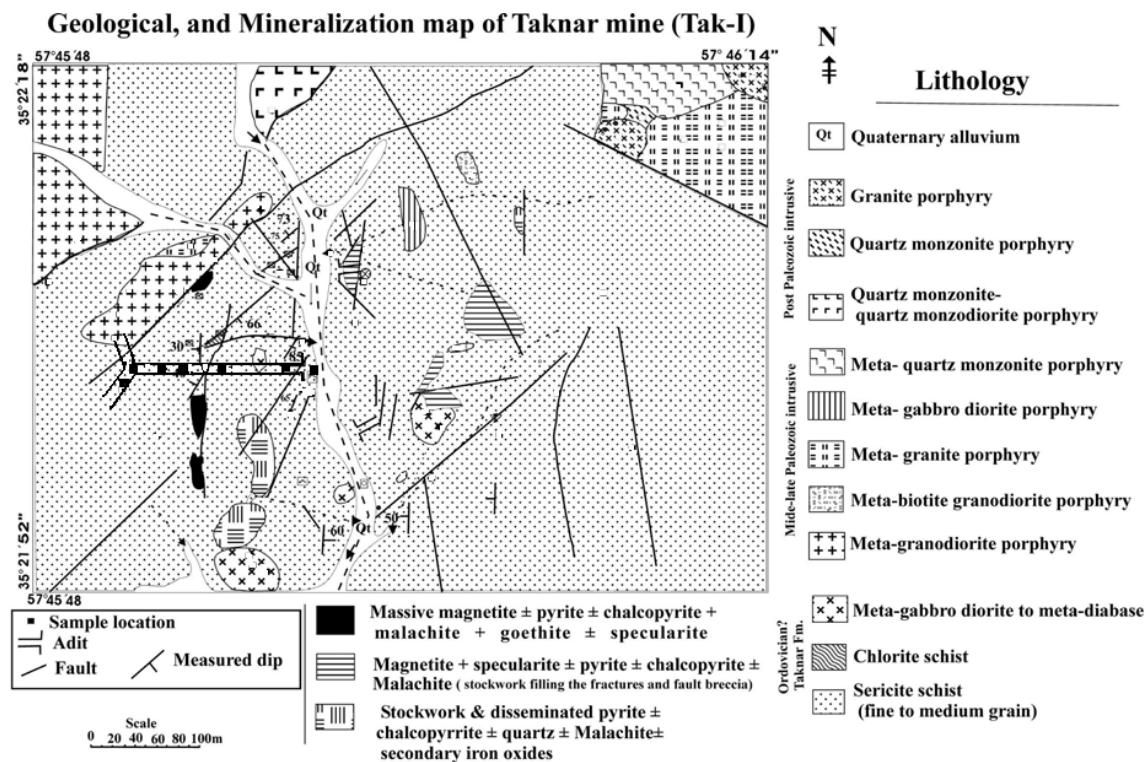 Geological, and Mineralization map of Taknar mine (Tak-I)
57°45´48
57° 46´14”
35°22´18”
35°21´52”
57°45´48
Qt
73
75
Qt
66
30
85
65
Qt
50
60
N
Lithology
Qt Quaternary alluvium
Post Paleozoic intrusive
Granite porphyry
Quartz monzonite porphyry
Quartz monzonite-
quartz monzodiorite porphyry
Mide-late Paleozoic intrusive
Meta- quartz monzonite porphyry
Meta- gabbro diorite porphyry
Meta- granite porphyry
Meta-biotite granodiorite porphyry
Meta-granodiorite porphyry
Ordovician?
Taknar Fm.
Meta-gabbro diorite to meta-diabase
Chlorite schist
Sericite schist
(fine to medium grain)
Sample location
Adit
Fault
Measured dip
Scale
0 20 40 60 80 100m
Massive magnetite ± pyrite ± chalcopyrite +
malachite + goethite ± specularite
Magnetite + specularite ± pyrite ± chalcopyrite ±
Malachite ( stockwork filling the fractures and fault breccia)
Stockwork & disseminated pyrite ±
chalcopyrrite ± quartz ± Malachite±
secondary iron oxides